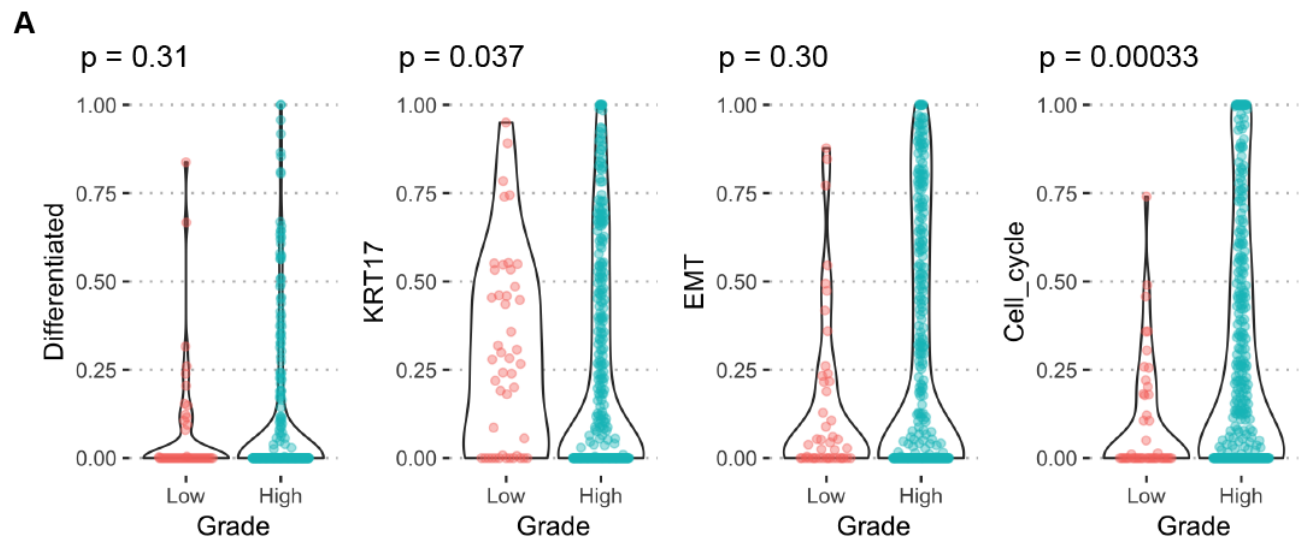 A
p = 0.31
p = 0.037
p = 0.30
p = 0.00033
Differentiated
1.00
0.75
0.50
0.25
0.00
Low
High
Grade
KRT17
1.00
0.75
0.50
0.25
0.00
Low
High
Grade
EMT
1.00
0.75
0.50
0.25
0.00
Low
High
Grade
Cell_cycle
1.00
0.75
0.50
0.25
0.00
Low
High
Grade